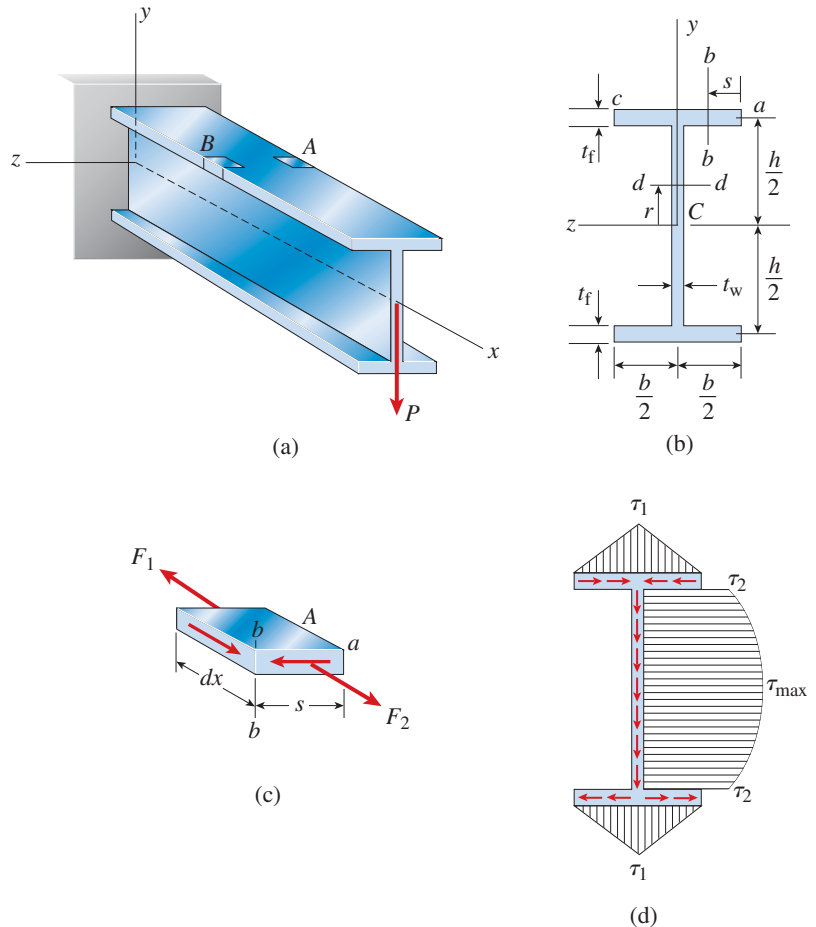 y
B
A
z
x
P
(a)
y
b
s
c
a
t_f
b
h/2
d
d
r
z
C
h/2
t_f
t_w
b/2
b/2
(b)
F_1
A
b
a
dx
s
F_2
b
(c)
τ_1
τ_2
τ_max
τ_2
τ_1
(d)